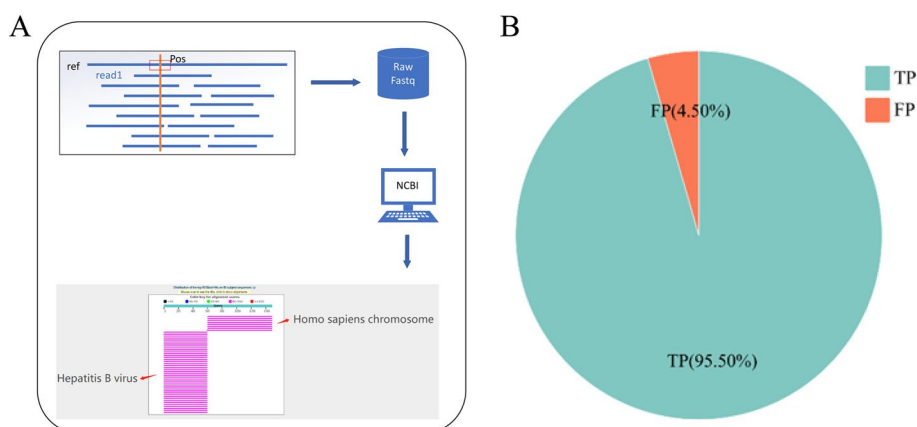 A
ref
Pos
read1
Raw
Fastq
NCBI
Homo sapiens chromosome
Hepatitis B virus
B
TP
FP
FP(4.50%)
TP(95.50%)